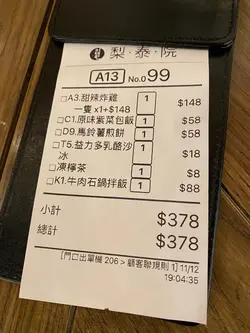 梨·泰·院
A13 No.099
□A3.甜辣炸雞 1 $148
一隻 x1+$148
□C1.原味紫菜包飯 1 $58
□D9.馬鈴薯煎餅 1 $58
□T5.益力多乳酪沙冰 1 $18
□凍檸茶 1 $8
□K1.牛肉石鍋拌飯 1 $88
小計 $378
總計 $378
[門口出單機 206 > 顧客聯規則 1] 11/12
19:04:35